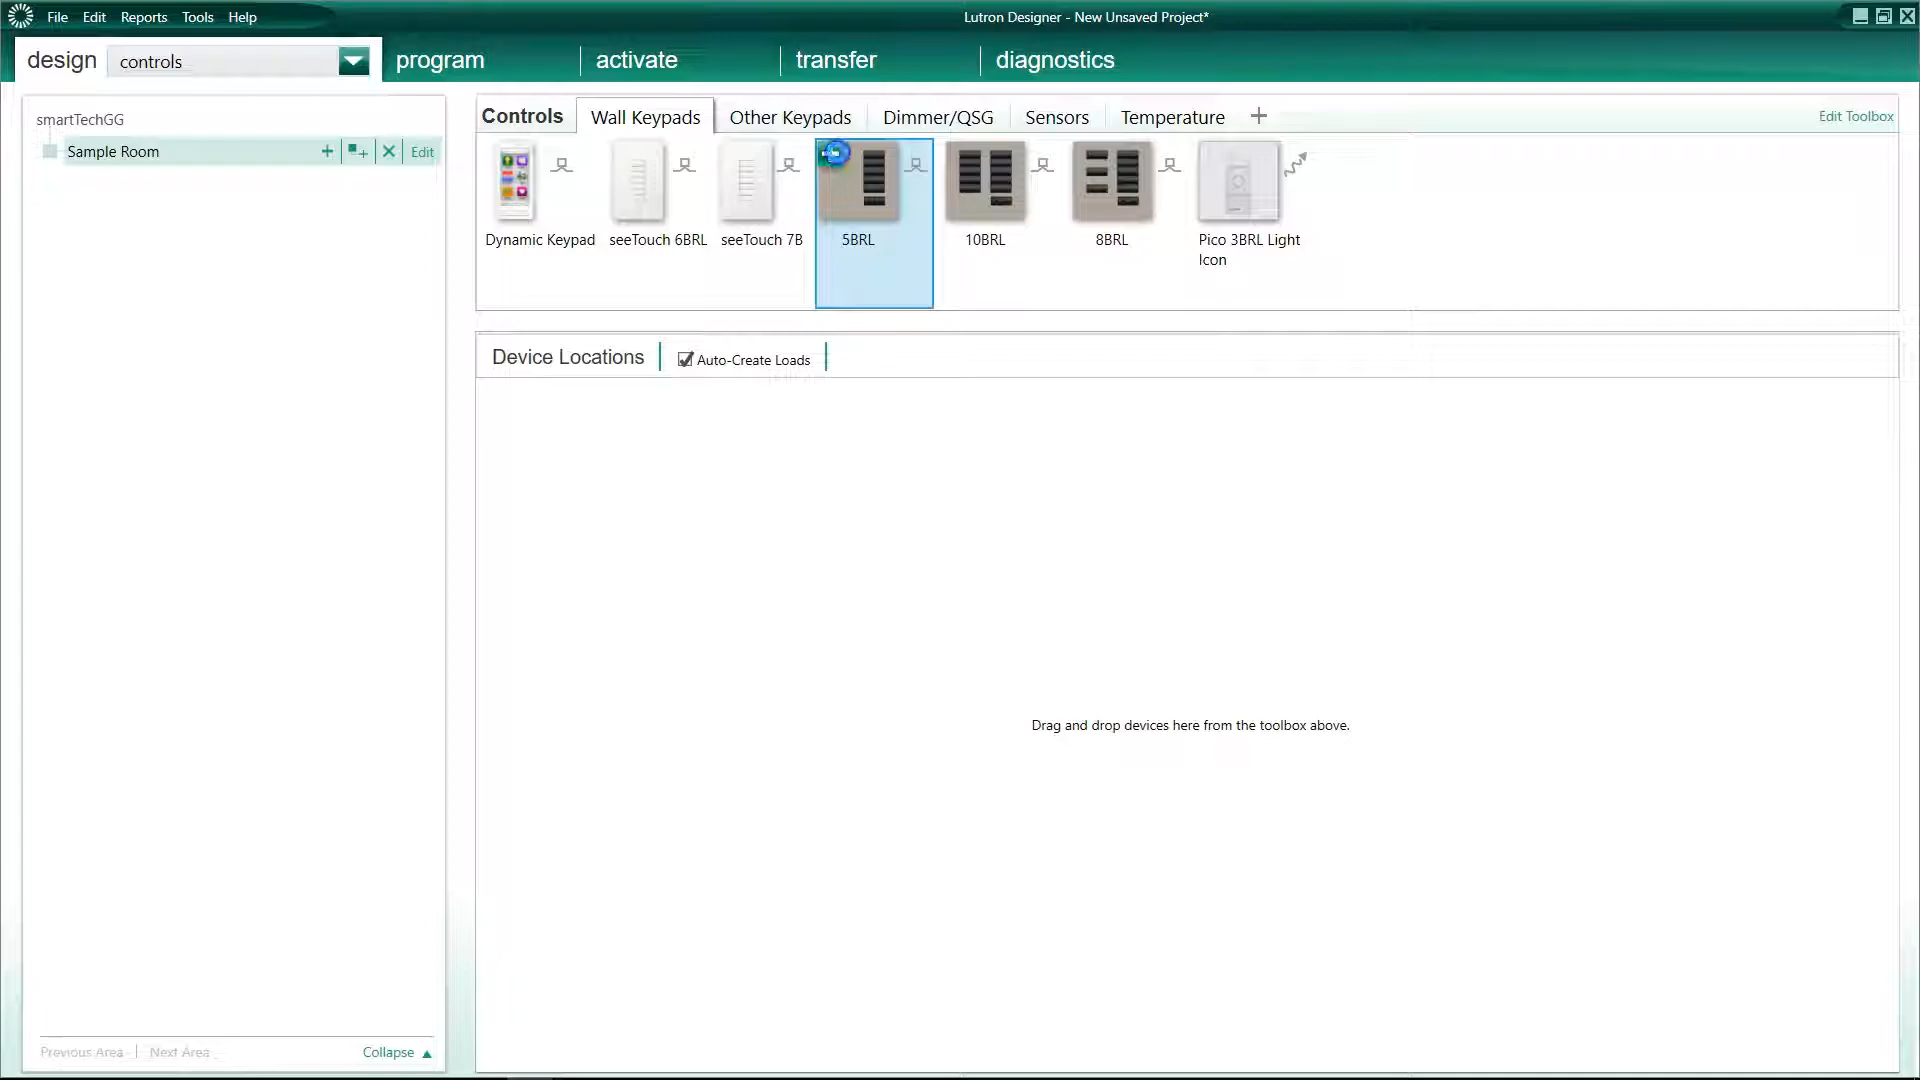 File Edit Reports Tools Help
Lutron Designer - New Unsaved Project*
design controls program activate transfer diagnostics
smartTechGG
Sample Room Edit
Controls Wall Keypads Other Keypads Dimmer/QSG Sensors Temperature + Edit Toolbox
Dynamic Keypad seeTouch 6BRL seeTouch 7B 5BRL 10BRL 8BRL Pico 3BRL Light
Icon
Device Locations Auto-Create Loads
Drag and drop devices here from the toolbox above.
Previous Area Next Area Collapse